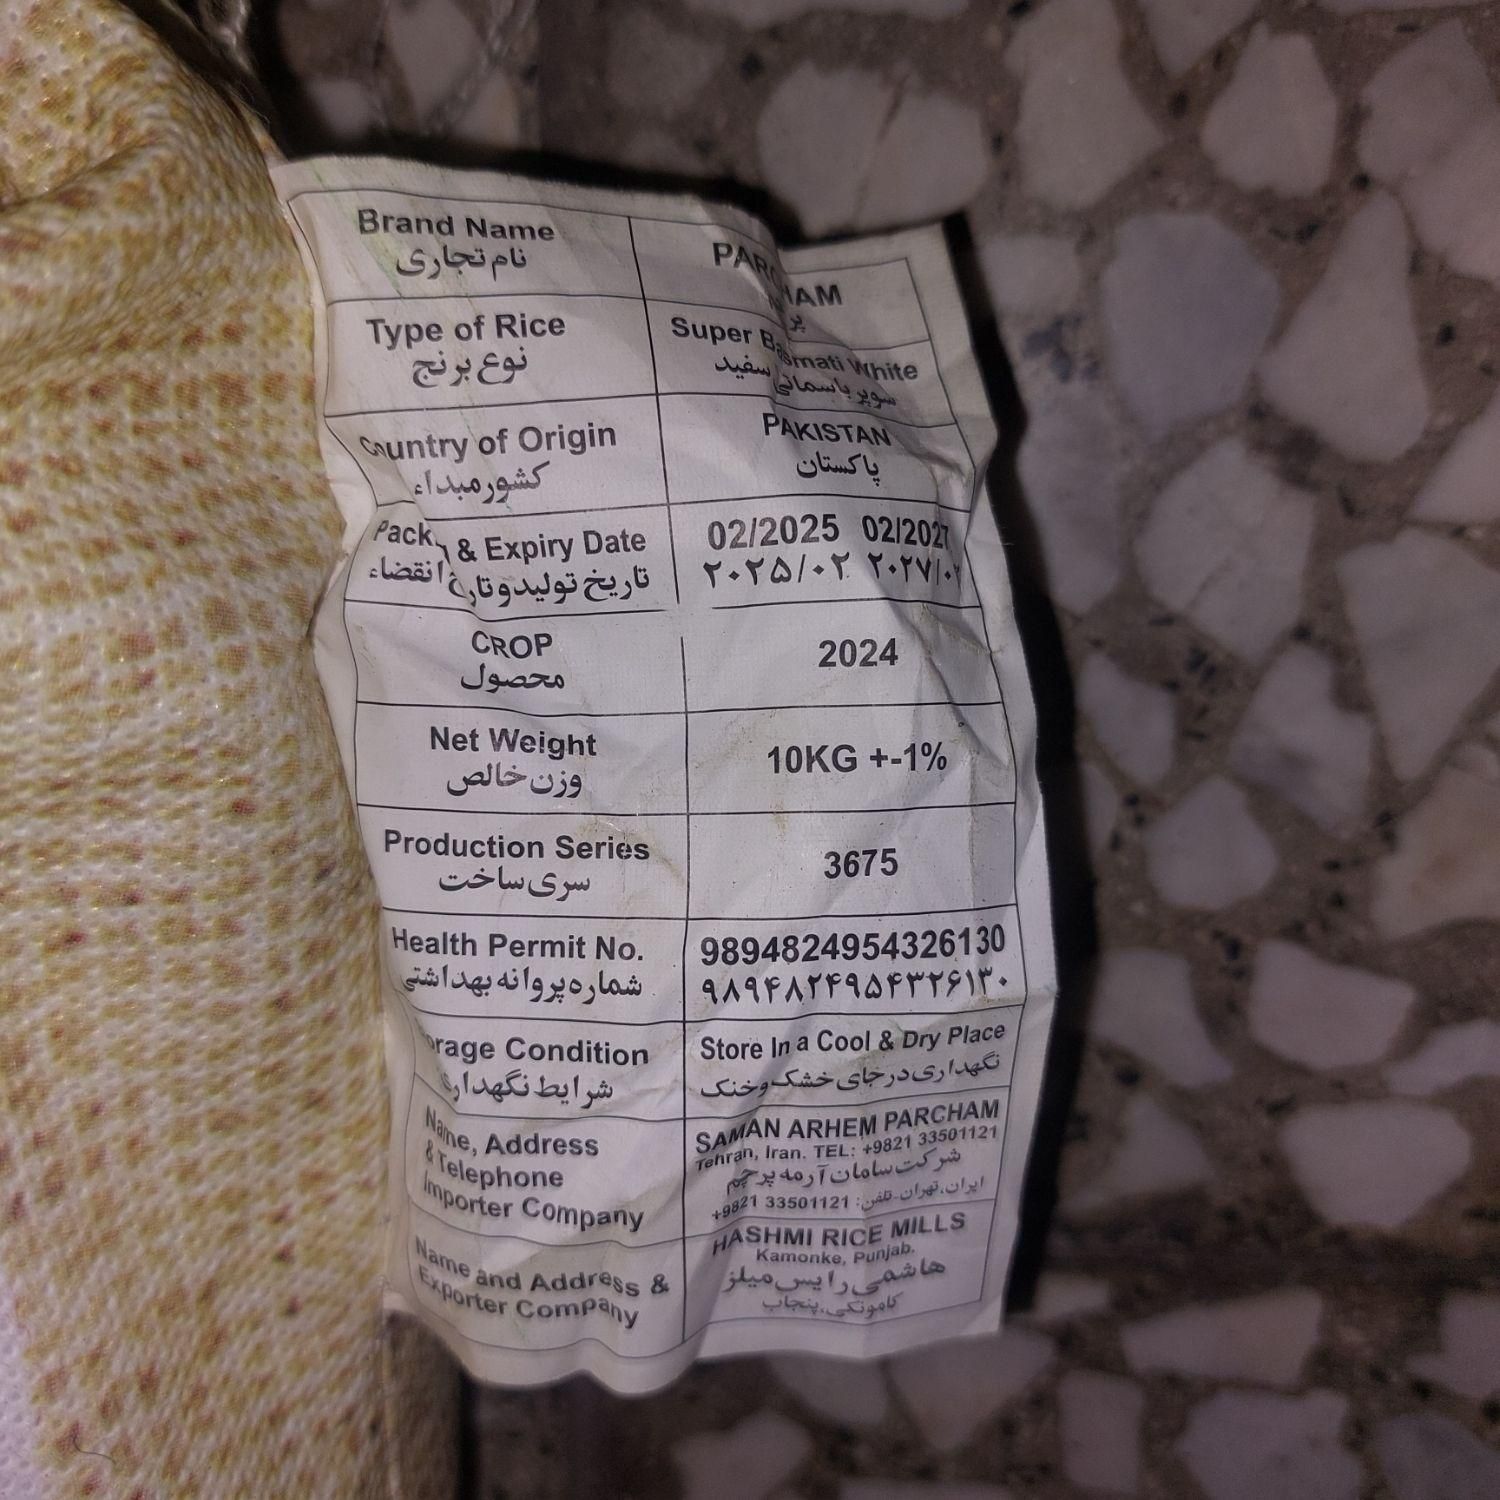 Brand Name
نام تجاری
PARCHAM
Type of Rice
نوع برنج
Super Basmati White
سوپر باسماتی سفید
Country of Origin
کشور مبداء
PAKISTAN
پاکستان
& Expiry Date
تاریخ تولید و تاریخ انقضاء
02/2025 02/2027
۲۰۲۵/۰۲ ۲۰۲۷/۰۲
CROP
محصول
2024
Net Weight
وزن خالص
10KG +-1%
Production Series
سری ساخت
3675
Health Permit No.
شماره پروانه بهداشتی
9894824954326130
۹۸۹۴۸۲۴۹۵۴۳۲۶۱۳۰
Storage Condition
شرایط نگهداری
Store In a Cool & Dry Place
نگهداری در جای خشک و خنک
Name, Address
& Telephone
Importer Company
SAMAN ARHEM PARCHAM
Tehran, Iran. TEL: +9821 33501121
شرکت سامان آرمه پرچم
ایران، تهران-تلفن: 33501121 9821+
Name and Address &
Exporter Company
HASHMI RICE MILLS
Kamonke, Punjab.
هاشمی رایس میلز
کامونکی، پنجاب